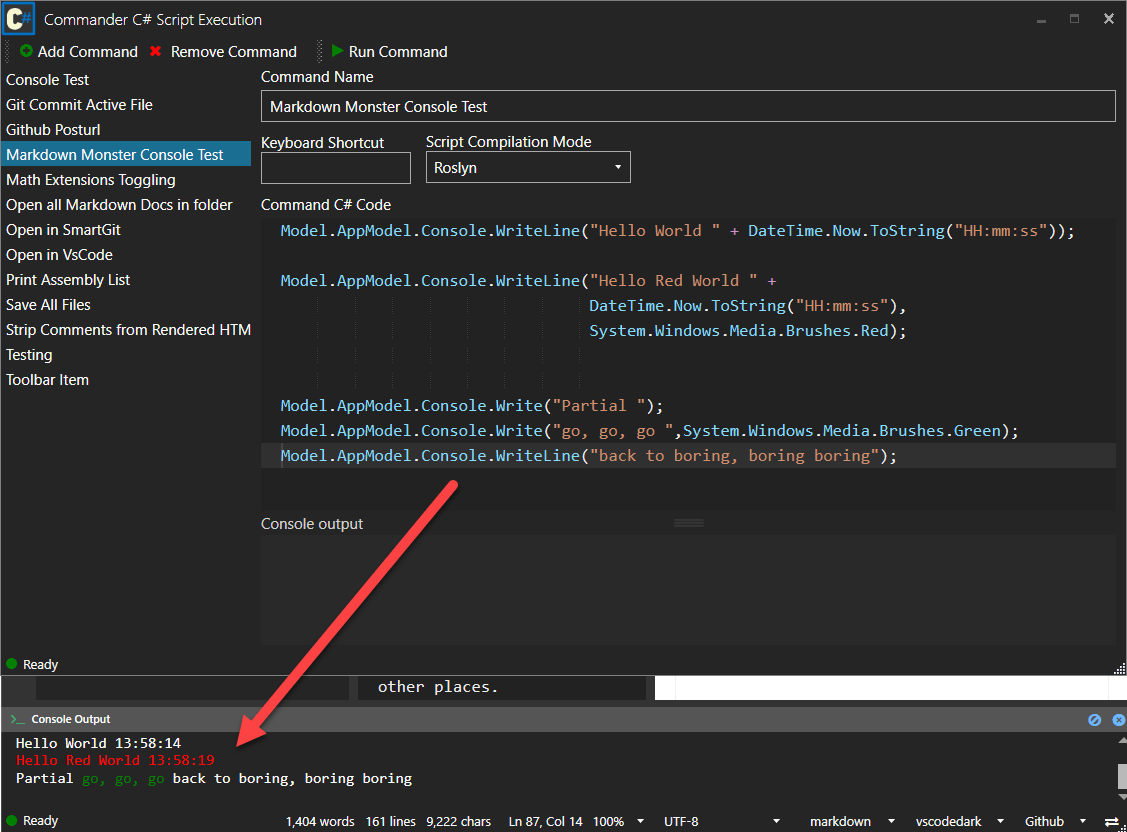 C#
Commander C# Script Execution
Add Command Remove Command Run Command
Console Test
Git Commit Active File
Github Posturl
Markdown Monster Console Test
Math Extensions Toggling
Open all Markdown Docs in folder
Open in SmartGit
Open in VsCode
Print Assembly List
Save All Files
Strip Comments from Rendered HTM
Testing
Toolbar Item
Command Name
Markdown Monster Console Test
Keyboard Shortcut Script Compilation Mode
Roslyn
Command C# Code
Model.AppModel.Console.WriteLine("Hello World " + DateTime.Now.ToString("HH:mm:ss"));
Model.AppModel.Console.WriteLine("Hello Red World " +
DateTime.Now.ToString("HH:mm:ss"),
System.Windows.Media.Brushes.Red);
Model.AppModel.Console.Write("Partial ");
Model.AppModel.Console.Write("go, go, go ",System.Windows.Media.Brushes.Green);
Model.AppModel.Console.WriteLine("back to boring, boring boring");
Console output
Ready
other places.
Console Output
Hello World 13:58:14
Hello Red World 13:58:19
Partial go, go, go back to boring, boring boring
Ready 1,404 words 161 lines 9,222 chars Ln 87, Col 14 100% UTF-8 markdown vscodedark Github